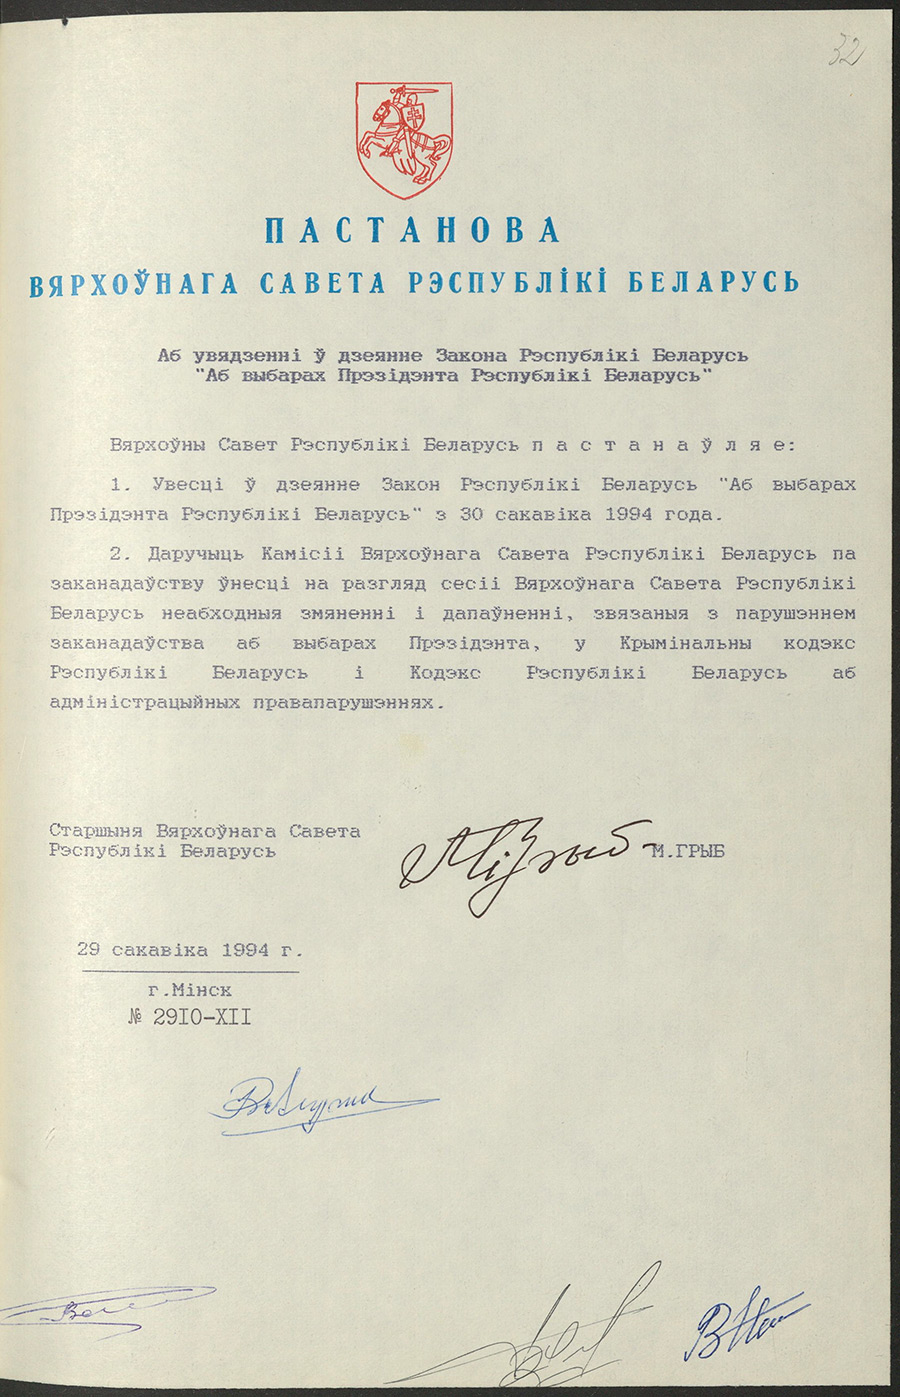 32
ПАСТАНОВА
ВЯРХОЎНАГА САВЕТА РЭСПУБЛІКІ БЕЛАРУСЬ
Аб увядзенні ў дзеянне Закона Рэспублікі Беларусь
"Аб выбарах Прэзідэнта Рэспублікі Беларусь"
Вярхоўны Савет Рэспублікі Беларусь п а с т а н а ў л я е:
1. Увесці ў дзеянне Закон Рэспублікі Беларусь "Аб выбарах
Прэзідэнта Рэспублікі Беларусь" з 30 сакавіка 1994 года.
2. Даручыць Камісіі Вярхоўнага Савета Рэспублікі Беларусь па
заканадаўству ўнесці на разгляд сесіі Вярхоўнага Савета Рэспублікі
Беларусь неабходныя змяненні і дапаўненні, звязаныя з парушэннем
заканадаўства аб выбарах Прэзідэнта, у Крымінальны кодэкс
Рэспублікі Беларусь і Кодэкс Рэспублікі Беларусь аб
адміністрацыйных правапарушэннях.
Старшыня Вярхоўнага Савета
Рэспублікі Беларусь
М.ГРЫБ
29 сакавіка 1994 г.
г.Мінск
№ 29I0-XII